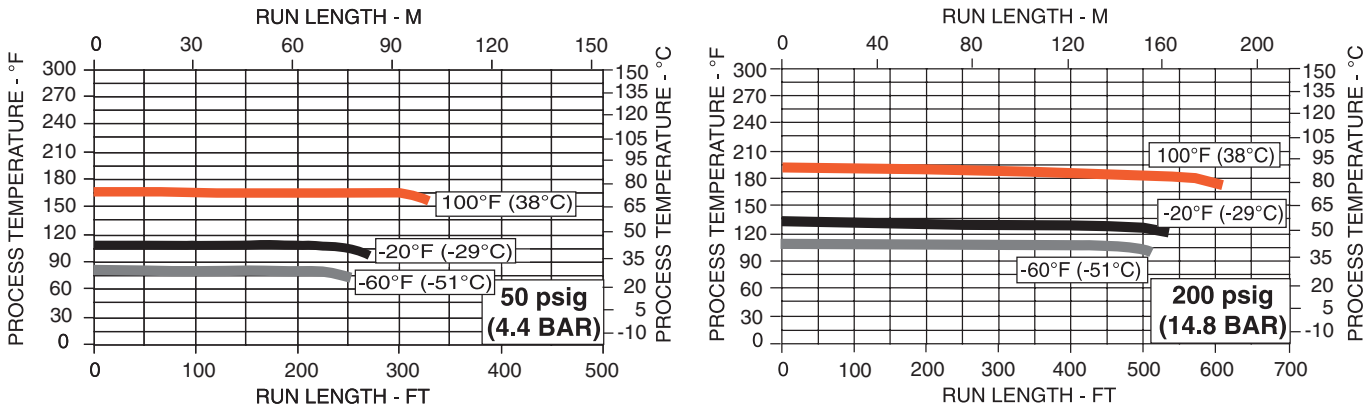 RUN LENGTH - M
0 30 60 90 120 150
PROCESS TEMPERATURE - °F
300
270
240
210
180
150
120
90
60
30
0
150
135
120
105
95
80
65
50
35
20
5
-10
PROCESS TEMPERATURE - °C
100°F (38°C)
-20°F (-29°C)
-60°F (-51°C)
50 psig
(4.4 BAR)
0 100 200 300 400 500
RUN LENGTH - FT
RUN LENGTH - M
0 40 80 120 160 200
PROCESS TEMPERATURE - °F
300
270
240
210
180
150
120
90
60
30
0
150
135
120
105
95
80
65
50
35
20
5
-10
PROCESS TEMPERATURE - °C
100°F (38°C)
-20°F (-29°C)
-60°F (-51°C)
200 psig
(14.8 BAR)
0 100 200 300 400 500 600 700
RUN LENGTH - FT